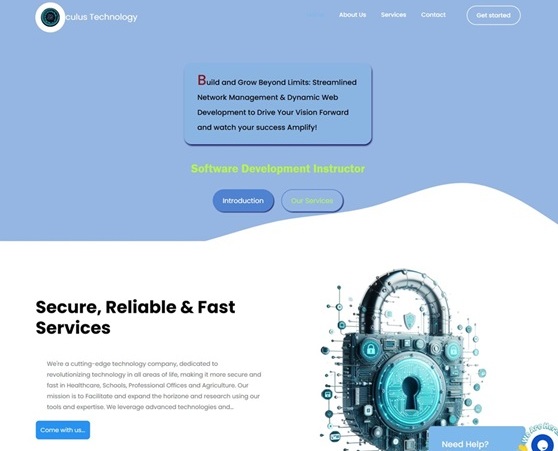 culus Technology
About Us
Services
Contact
Get started
Build and Grow Beyond Limits: Streamlined
Network Management & Dynamic Web
Development to Drive Your Vision Forward
and watch your success Amplify!
Software Development Instructor
Introduction
Our Services
Secure, Reliable & Fast
Services
We're a cutting-edge technology company, dedicated to
revolutionizing technology in all areas of life, making it more secure and
fast in Healthcare, Schools, Professional Offices and Agriculture. Our
mission is to Facilitate and expand the horizone and research using our
tools and expertise. We leverage advanced technologies and...
Come with us...
We Are Here
Need Help?